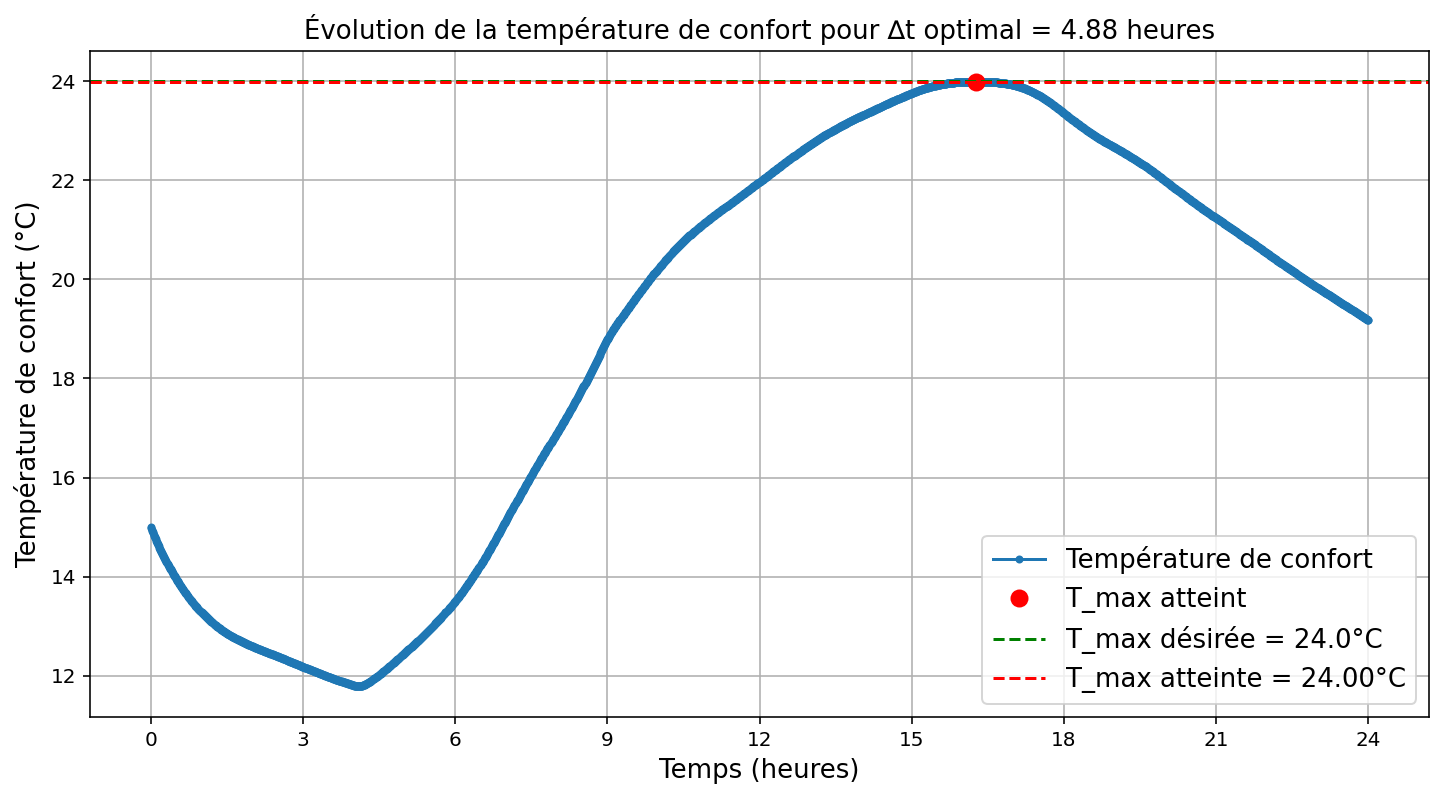 Évolution de la température de confort pour Δt optimal = 4.88 heures
Température de confort (°C)
24
22
20
18
16
14
12
0 3 6 9 12 15 18 21 24
Temps (heures)
Température de confort
T_max atteint
T_max désirée = 24.0°C
T_max atteinte = 24.00°C